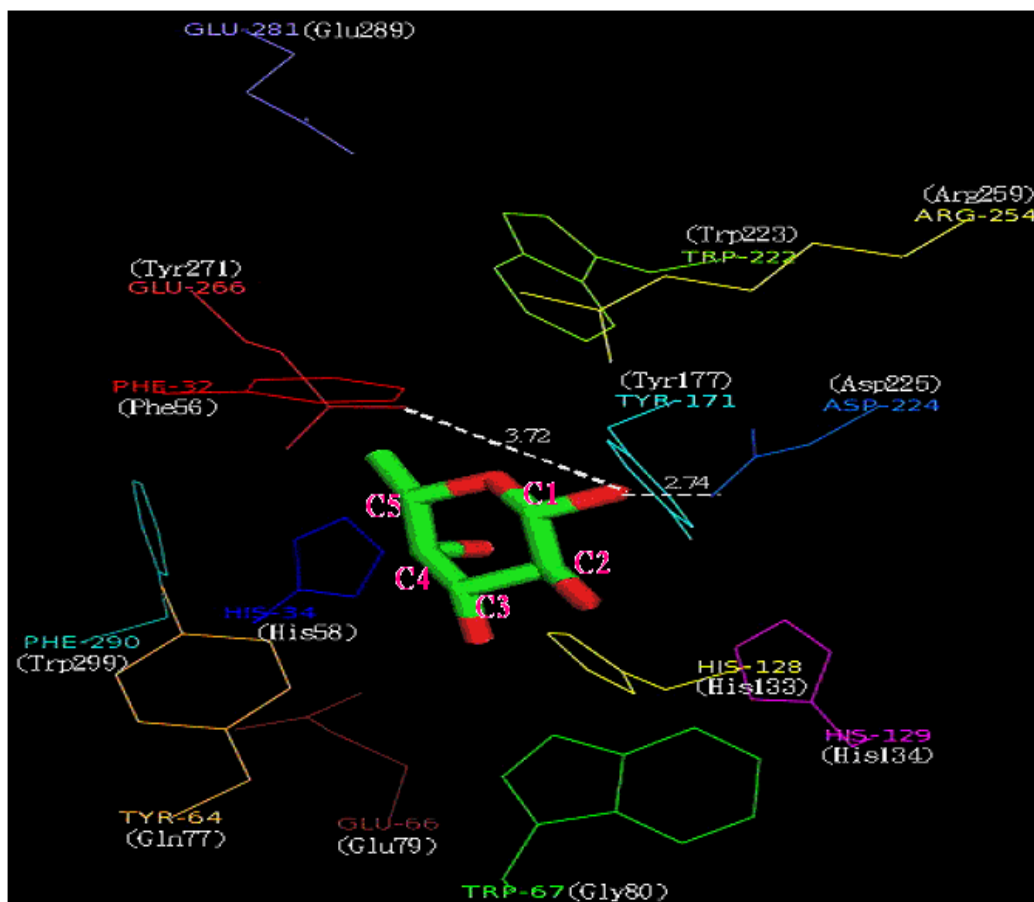 GLU-281(Glu289)
(Arg259)
ARG-254
(Trp223)
TRP-222
(Tyr271)
GLU-266
PHE-32
(Phe56)
(Tyr177)
TYR-171
(Asp225)
ASP-224
3.72
2.74
C1
C5
C2
C4
C3
HIS-34
(His58)
PHE-290
(Trp299)
HIS-128
(His133)
HIS-129
(His134)
TYR-64
(Gln77)
GLU-66
(Glu79)
TRP-67(Gly80)